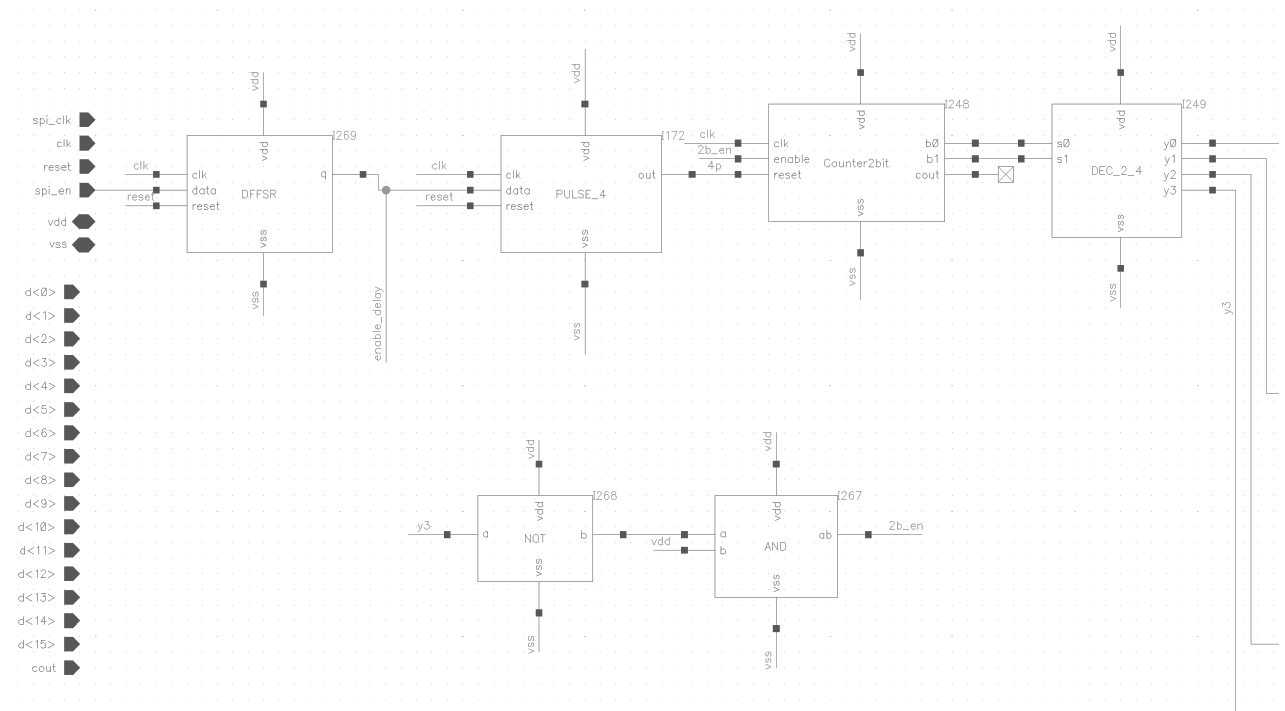 spi_clk
clk
reset
spi_en
vdd
vss
d<0>
d<1>
d<2>
d<3>
d<4>
d<5>
d<6>
d<7>
d<8>
d<9>
d<10>
d<11>
d<12>
d<13>
d<14>
d<15>
cout
vdd
I269
vdd
clk
clk
q
data
DFFSR
reset
reset
vss
vss
enable_delay
vdd
I172
vdd
clk
clk
out
data
PULSE_4
reset
reset
vss
vss
vdd
I248
vdd
clk
clk
b0
2b_en
enable
b1
Counter2bit
4p
reset
cout
vss
vss
vdd
I249
vdd
s0
y0
s1
y1
DEC_2_4
y2
y3
vss
vss
y3
vdd
I268
vdd
y3
a
NOT
b
vss
vss
vdd
I267
vdd
a
ab
2b_en
vdd
b
AND
vss
vss